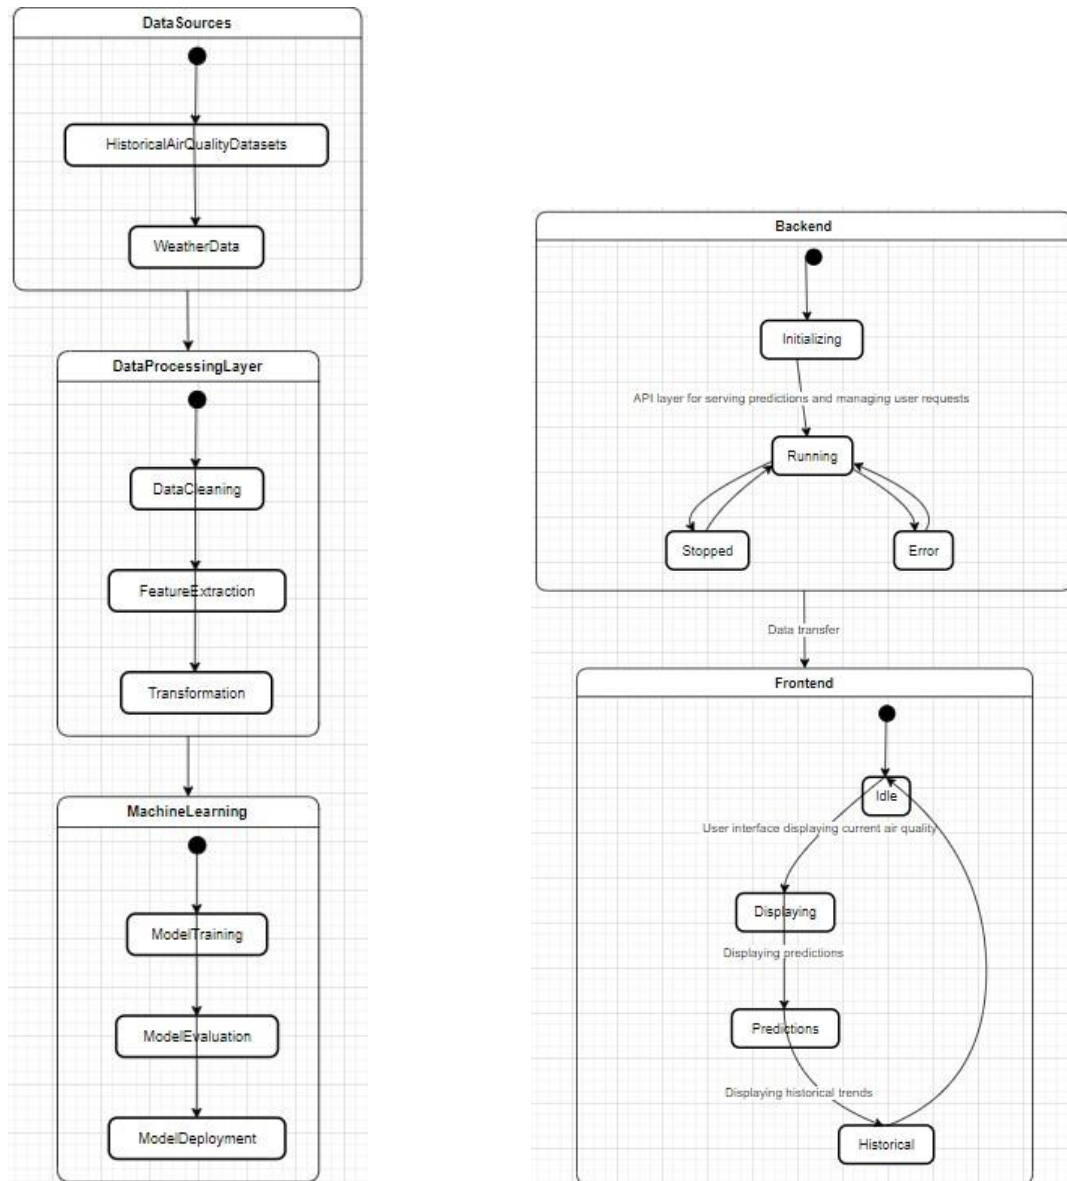 DataSources
HistoricalAirQualityDatasets
WeatherData
DataProcessingLayer
DataCleaning
FeatureExtraction
Transformation
MachineLearning
ModelTraining
ModelEvaluation
ModelDeployment
Backend
Initializing
API layer for serving predictions and managing user requests
Running
Stopped
Error
Data transfer
Frontend
Idle
User interface displaying current air quality
Displaying
Displaying predictions
Predictions
Displaying historical trends
Historical